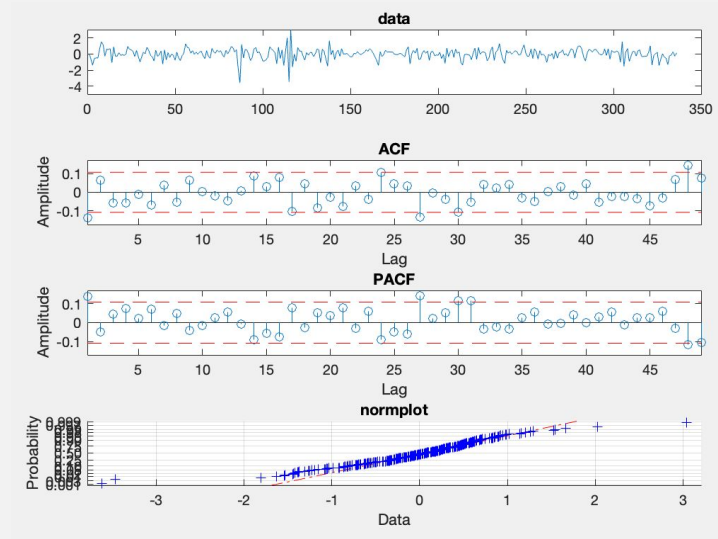 data
2
0
-2
-4
0 50 100 150 200 250 300 350
ACF
Amplitude
0.1
0
-0.1
5 10 15 20 25 30 35 40 45
Lag
PACF
Amplitude
0.1
0
-0.1
5 10 15 20 25 30 35 40 45
Lag
normplot
Probability
0.001
-3 -2 -1 0 1 2 3
Data